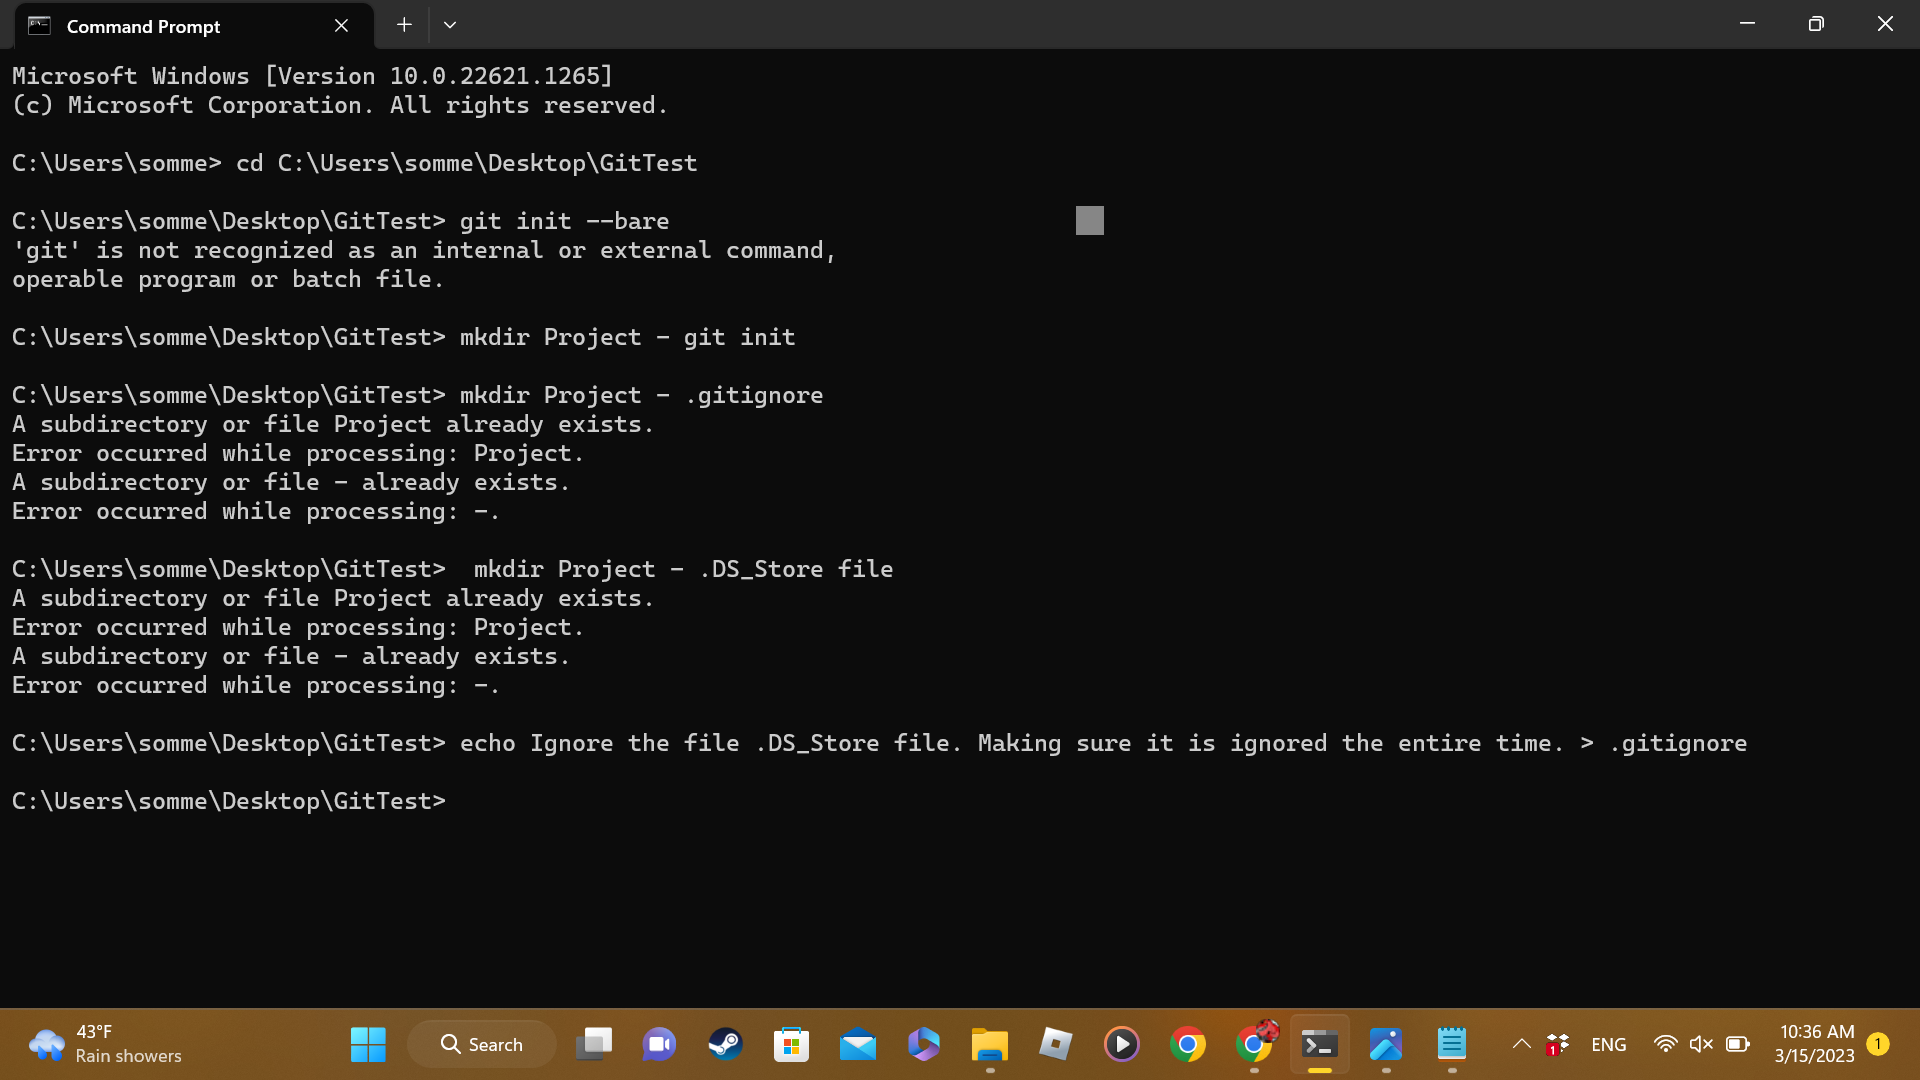 Command Prompt
Microsoft Windows [Version 10.0.22621.1265]
(c) Microsoft Corporation. All rights reserved.
C:\Users\somme> cd C:\Users\somme\Desktop\GitTest
C:\Users\somme\Desktop\GitTest> git init --bare
'git' is not recognized as an internal or external command,
operable program or batch file.
C:\Users\somme\Desktop\GitTest> mkdir Project - git init
C:\Users\somme\Desktop\GitTest> mkdir Project - .gitignore
A subdirectory or file Project already exists.
Error occurred while processing: Project.
A subdirectory or file - already exists.
Error occurred while processing: -.
C:\Users\somme\Desktop\GitTest>  mkdir Project - .DS_Store file
A subdirectory or file Project already exists.
Error occurred while processing: Project.
A subdirectory or file - already exists.
Error occurred while processing: -.
C:\Users\somme\Desktop\GitTest> echo Ignore the file .DS_Store file. Making sure it is ignored the entire time. > .gitignore
C:\Users\somme\Desktop\GitTest>
43°F
Rain showers
Search
1
ENG
10:36 AM
3/15/2023
1